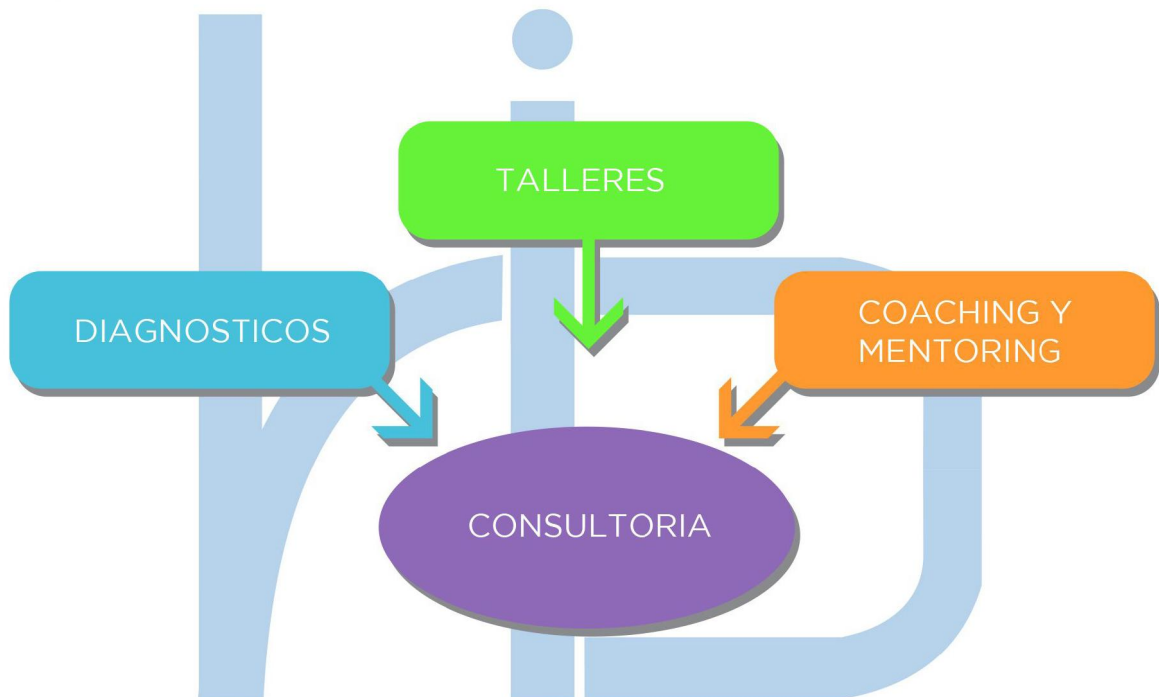 TALLERES
DIAGNOSTICOS
COACHING Y
MENTORING
CONSULTORIA